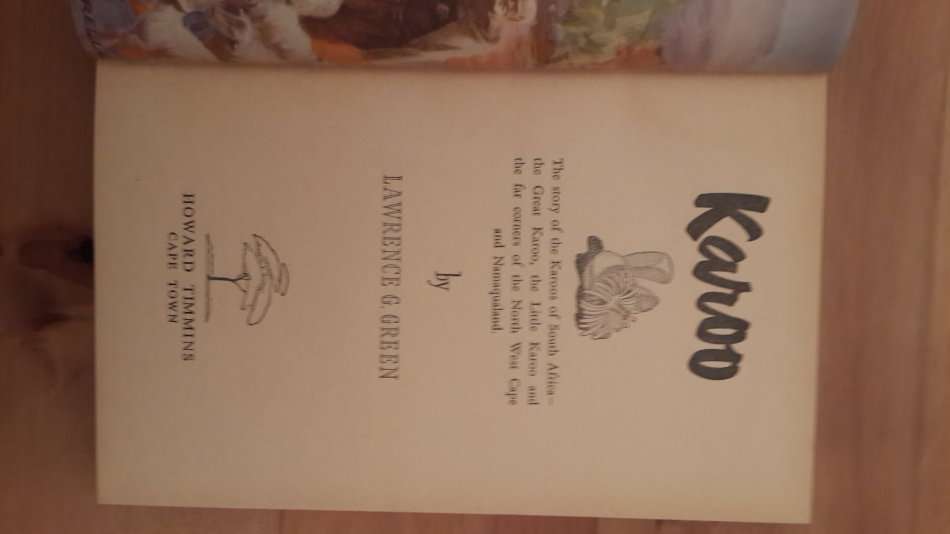 Karoo
The story of the Karoos of South Africa—
the Great Karoo, the Little Karoo and
the far corners of the North West Cape
and Namaqualand.
by
LAWRENCE G. GREEN
HOWARD TIMMINS
CAPE TOWN